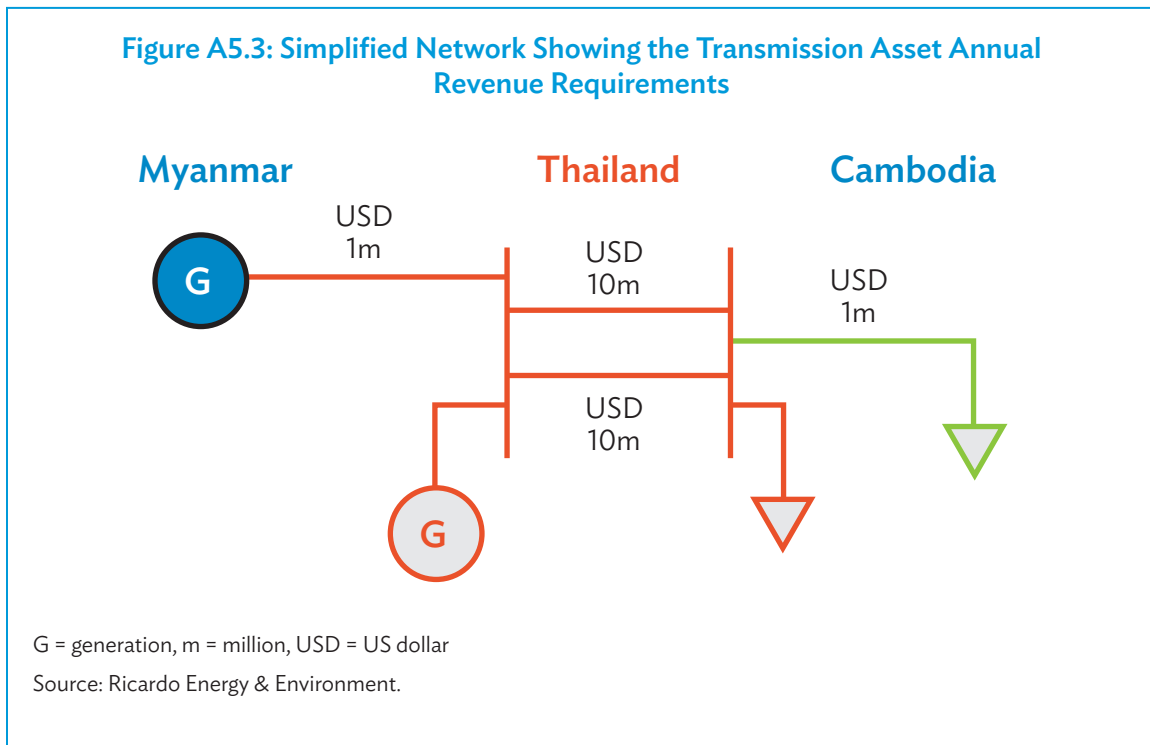 Figure A5.3: Simplified Network Showing the Transmission Asset Annual
Revenue Requirements
Myanmar
Thailand
Cambodia
USD
1m
USD
10m
USD
1m
G
USD
10m
G
G = generation, m = million, USD = US dollar
Source: Ricardo Energy & Environment.